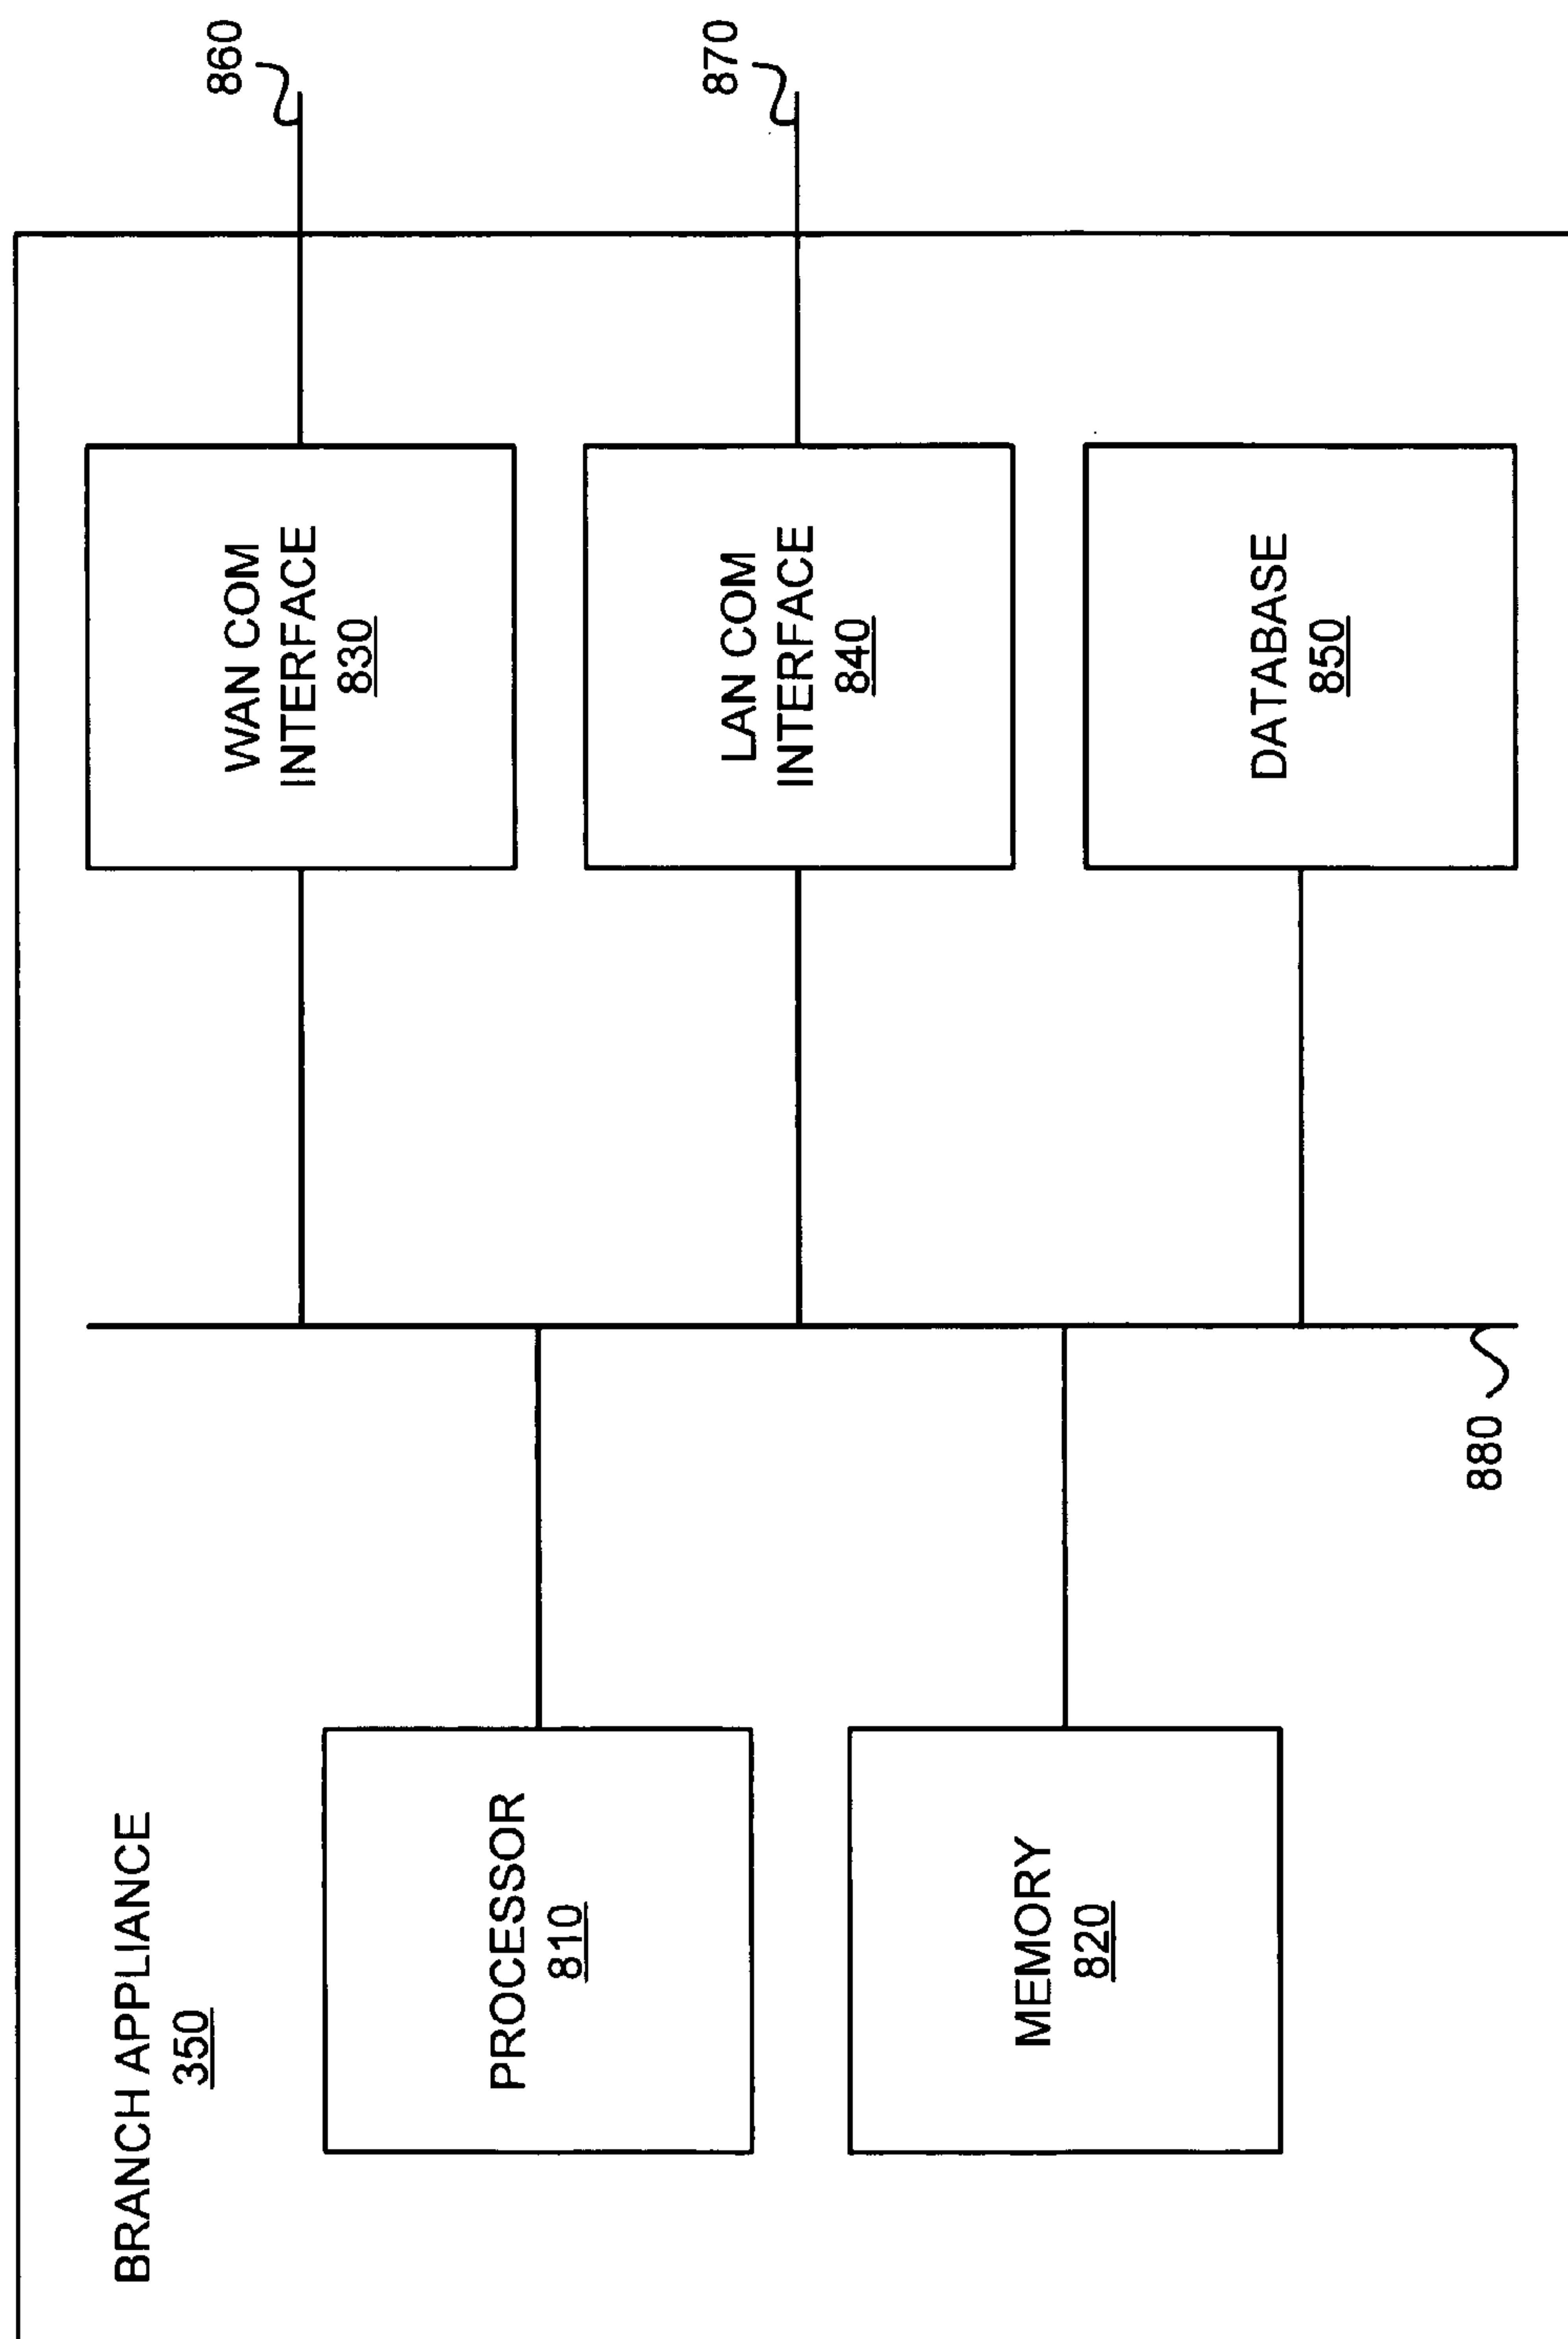 BRANCH APPLIANCE
350
PROCESSOR
810
MEMORY
820
880
WAN COM
INTERFACE
830
LAN COM
INTERFACE
840
DATABASE
850
860
870